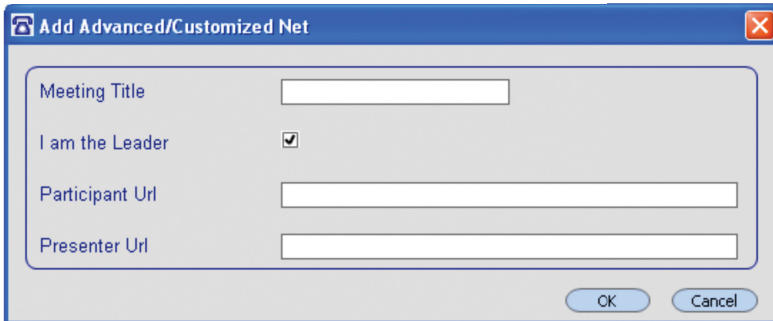 Add Advanced/Customized Net
Meeting Title
I am the Leader
Participant Url
Presenter Url
OK Cancel